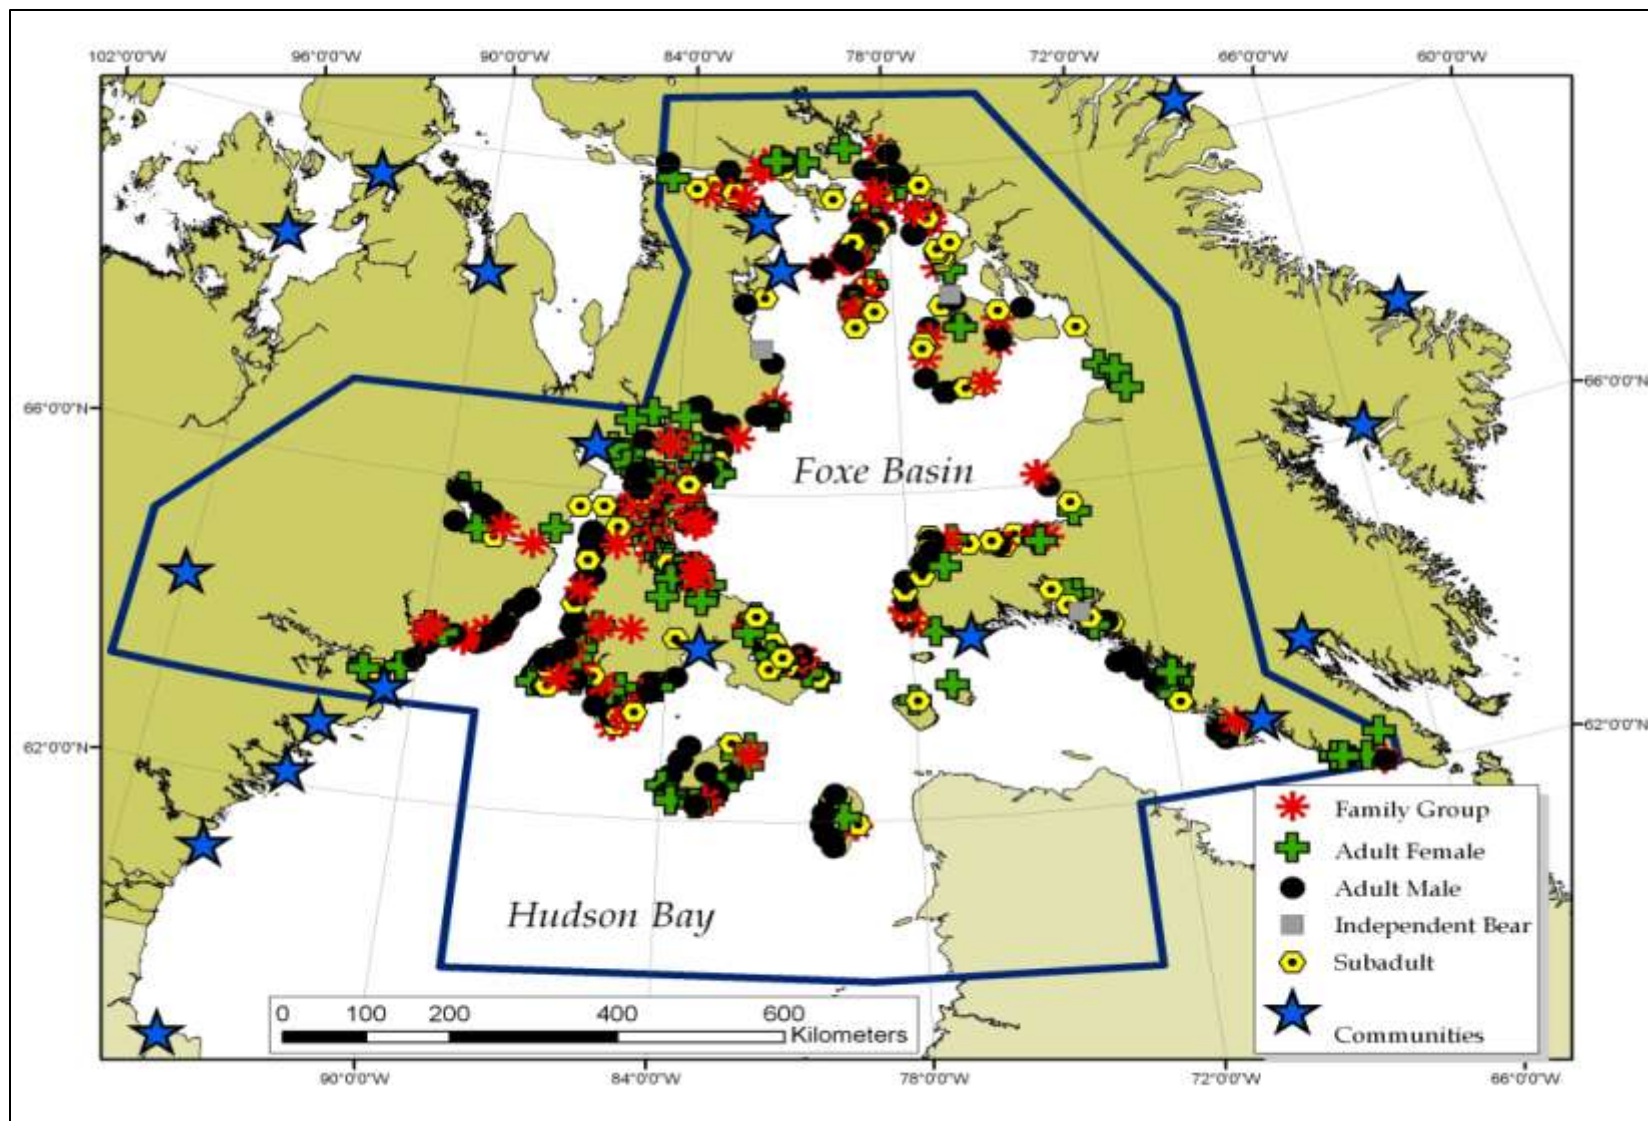 102°0'0"W 96°0'0"W 90°0'0"W 84°0'0"W 78°0'0"W 72°0'0"W 66°0'0"W 60°0'0"W
66°0'0"N 66°0'0"N
Foxe Basin
62°0'0"N 62°0'0"N
Hudson Bay
Family Group
Adult Female
Adult Male
Independent Bear
Subadult
Communities
0 100 200 400 600
Kilometers
90°0'0"W 84°0'0"W 78°0'0"W 72°0'0"W 66°0'0"W